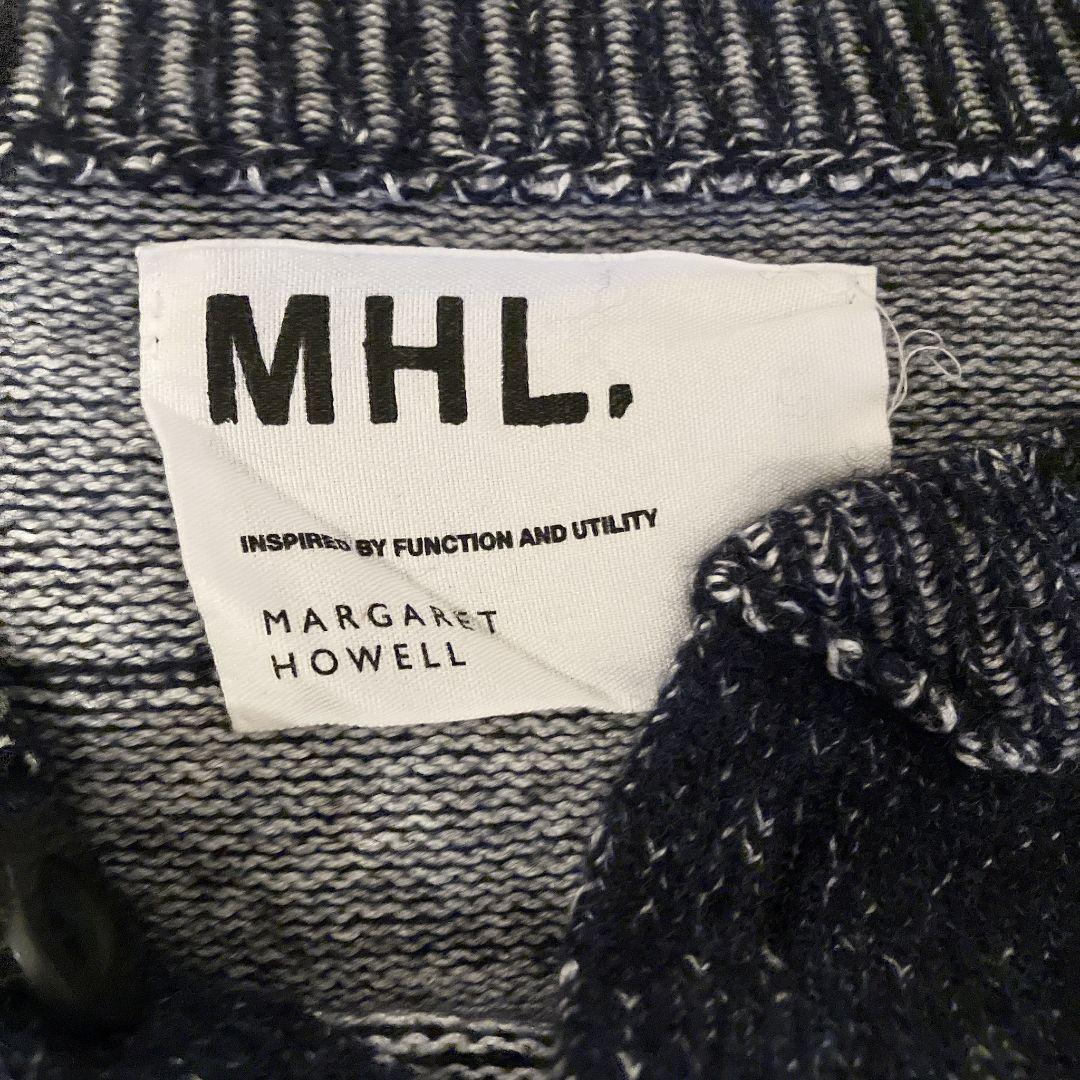 MHL.
INSPIRED BY FUNCTION AND UTILITY
MARGARET
HOWELL